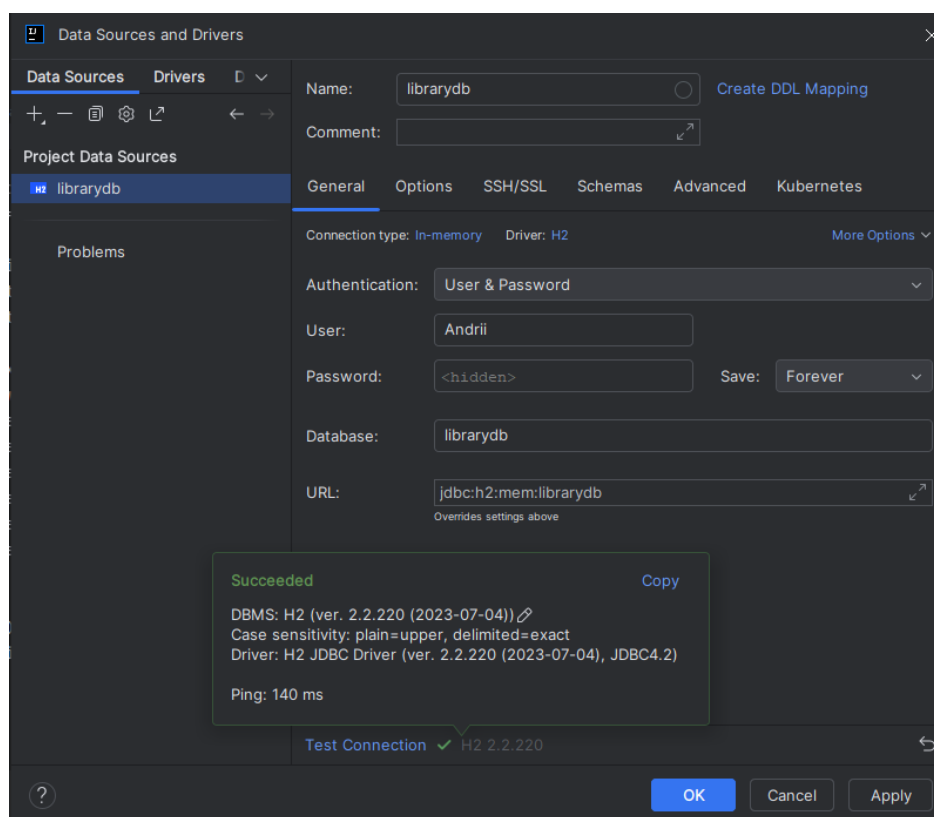 Data Sources and Drivers
Data Sources Drivers D
Project Data Sources
H2 librarydb
Problems
Name: librarydb Create DDL Mapping
Comment:
General Options SSH/SSL Schemas Advanced Kubernetes
Connection type: In-memory Driver: H2 More Options
Authentication: User & Password
User: Andrii
Password: <hidden> Save: Forever
Database: librarydb
URL: jdbc:h2:mem:librarydb
Overrides settings above
Succeeded Copy
DBMS: H2 (ver. 2.2.220 (2023-07-04))
Case sensitivity: plain=upper, delimited=exact
Driver: H2 JDBC Driver (ver. 2.2.220 (2023-07-04), JDBC4.2)
Ping: 140 ms
Test Connection H2 2.2.220
? OK Cancel Apply